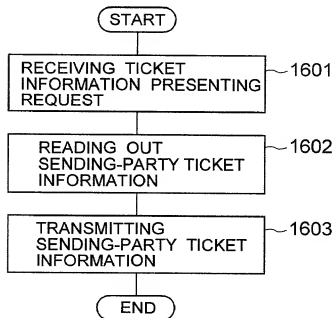 START
RECEIVING TICKET
INFORMATION PRESENTING
REQUEST
1601
READING OUT
SENDING-PARTY TICKET
INFORMATION
1602
TRANSMITTING
SENDING-PARTY TICKET
INFORMATION
1603
END